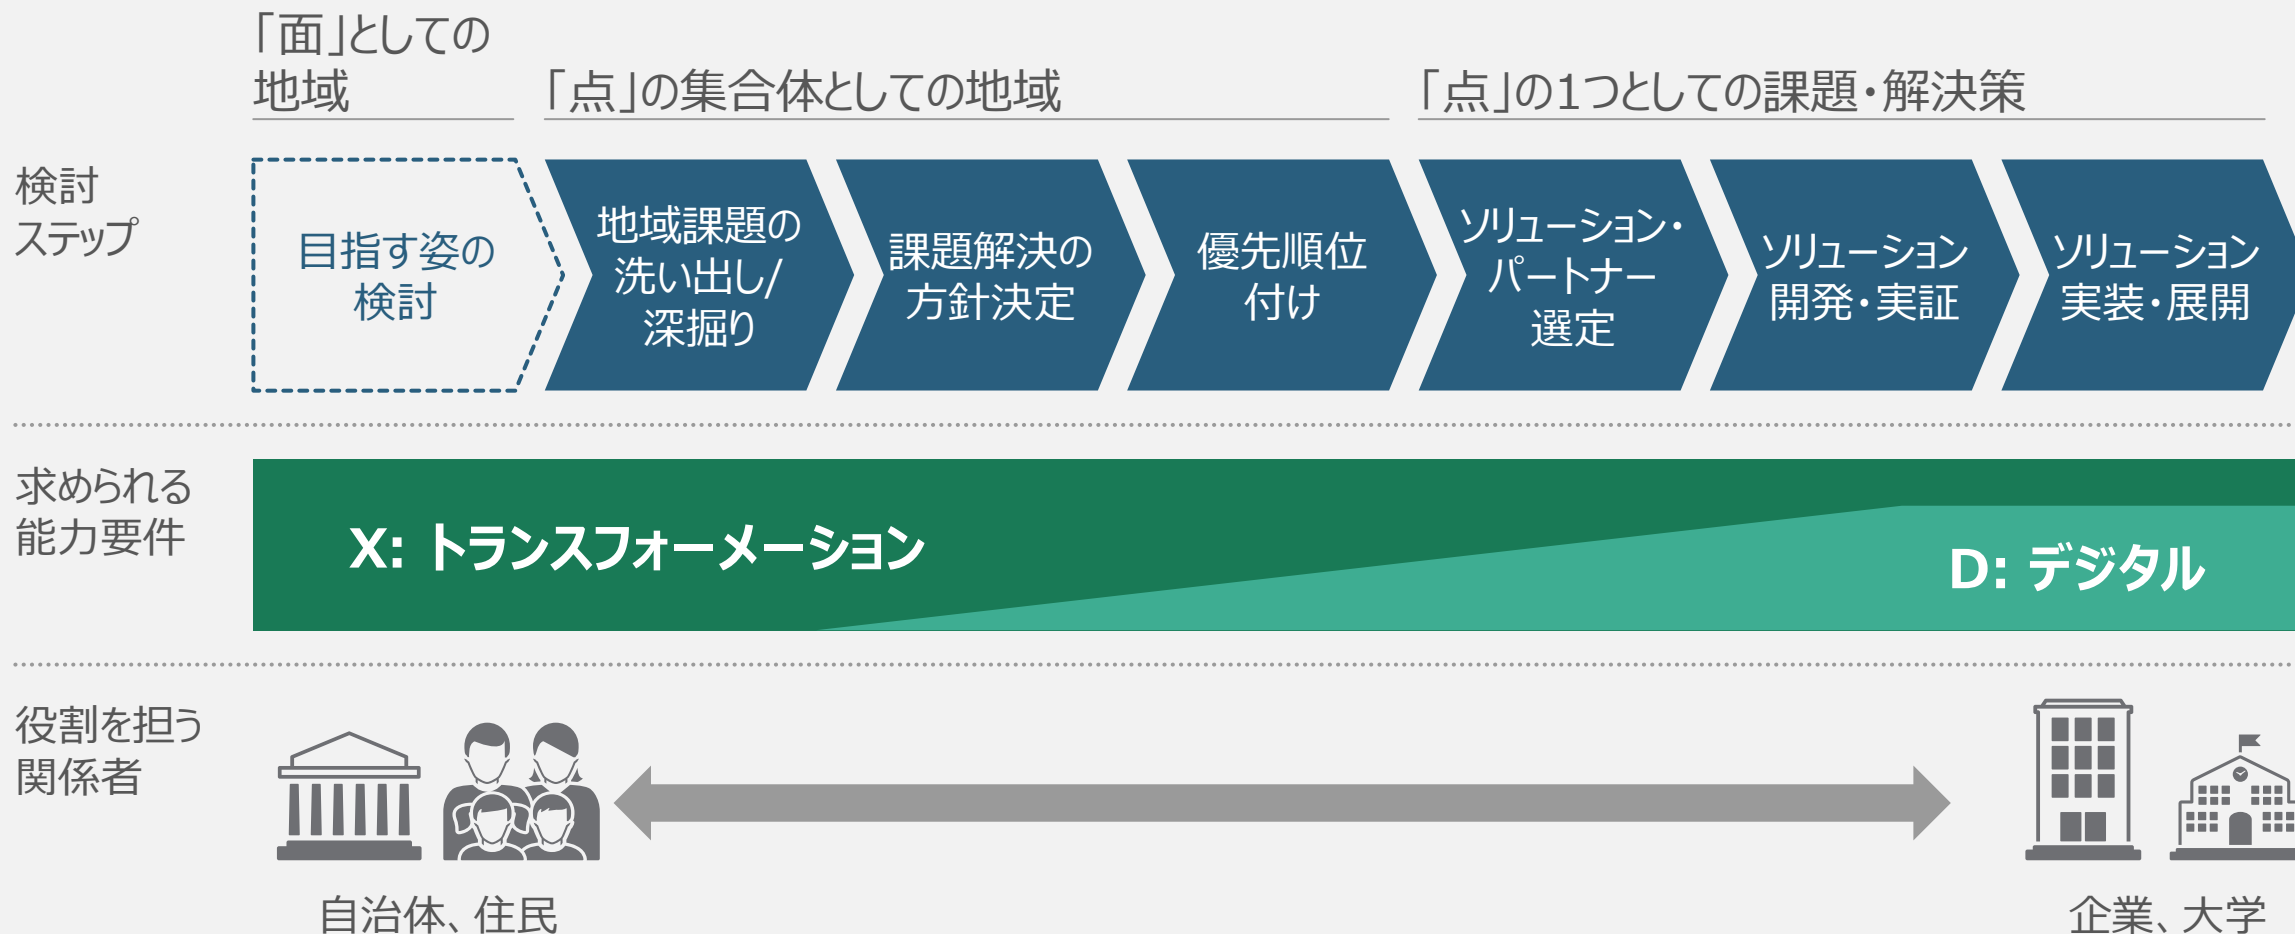 「面」としての
地域
「点」の集合体としての地域
「点」の1つとしての課題・解決策
検討
ステップ
目指す姿の
検討
地域課題の
洗い出し/
深掘り
課題解決の
方針決定
優先順位
付け
ソリューション・
パートナー
選定
ソリューション
開発・実証
ソリューション
実装・展開
求められる
能力要件
X: トランスフォーメーション
D: デジタル
役割を担う
関係者
自治体、住民
企業、大学